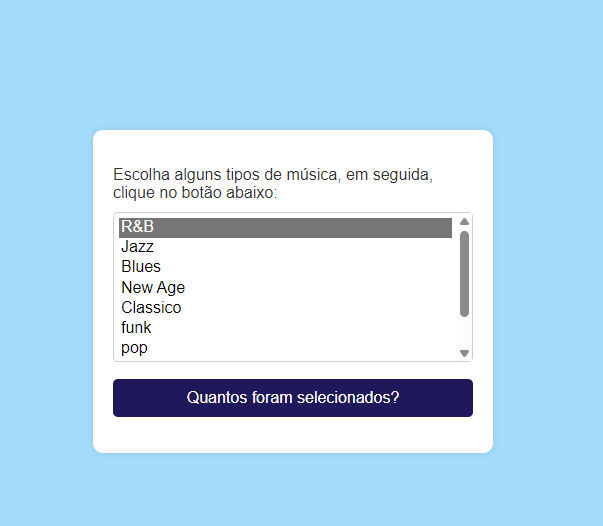 Escolha alguns tipos de música, em seguida,
clique no botão abaixo:
R&B
Jazz
Blues
New Age
Classico
funk
pop
Quantos foram selecionados?